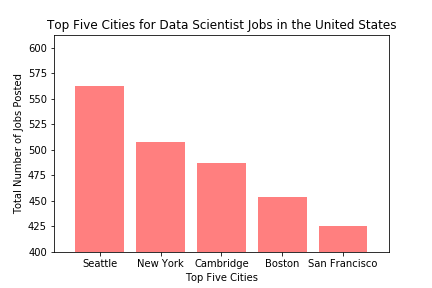 Top Five Cities for Data Scientist Jobs in the United States
Total Number of Jobs Posted
600
575
550
525
500
475
450
425
400
Seattle New York Cambridge Boston San Francisco
Top Five Cities